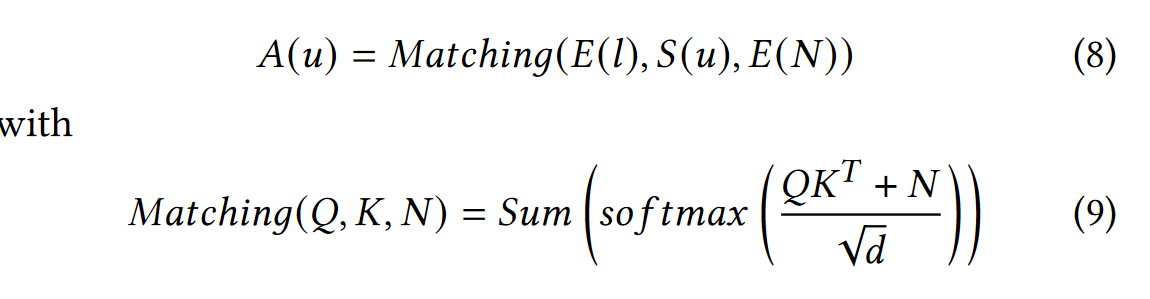 A(u) = Matching(E(l), S(u), E(N)) (8)
with
Matching(Q, K, N) = Sum(softmax((QK^T + N)/√d)) (9)